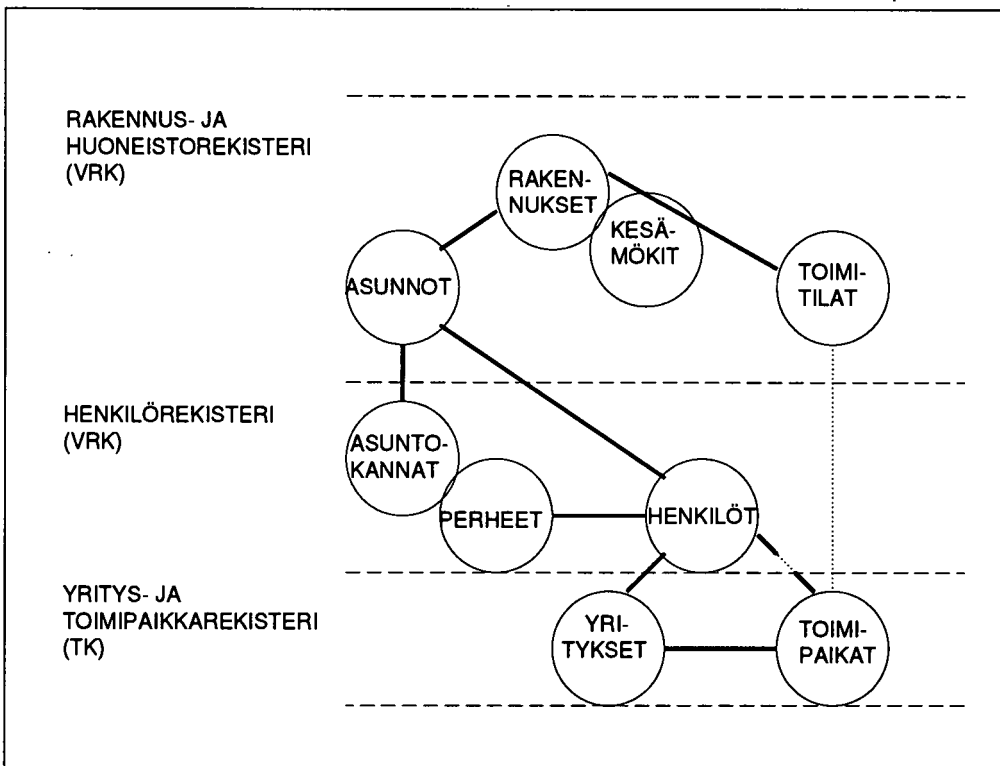 RAKENNUS- JA
HUONEISTOREKISTERI
(VRK)
RAKEN-
NUKSET
KESÄ-
MÖKIT
ASUNNOT
TOIMI-
TILAT
HENKILÖREKISTERI
(VRK)
ASUNTO-
KANNAT
PERHEET
HENKILÖT
YRITYS- JA
TOIMIPAIKKAREKISTERI
(TK)
YRI-
TYKSET
TOIMI-
PAIKAT